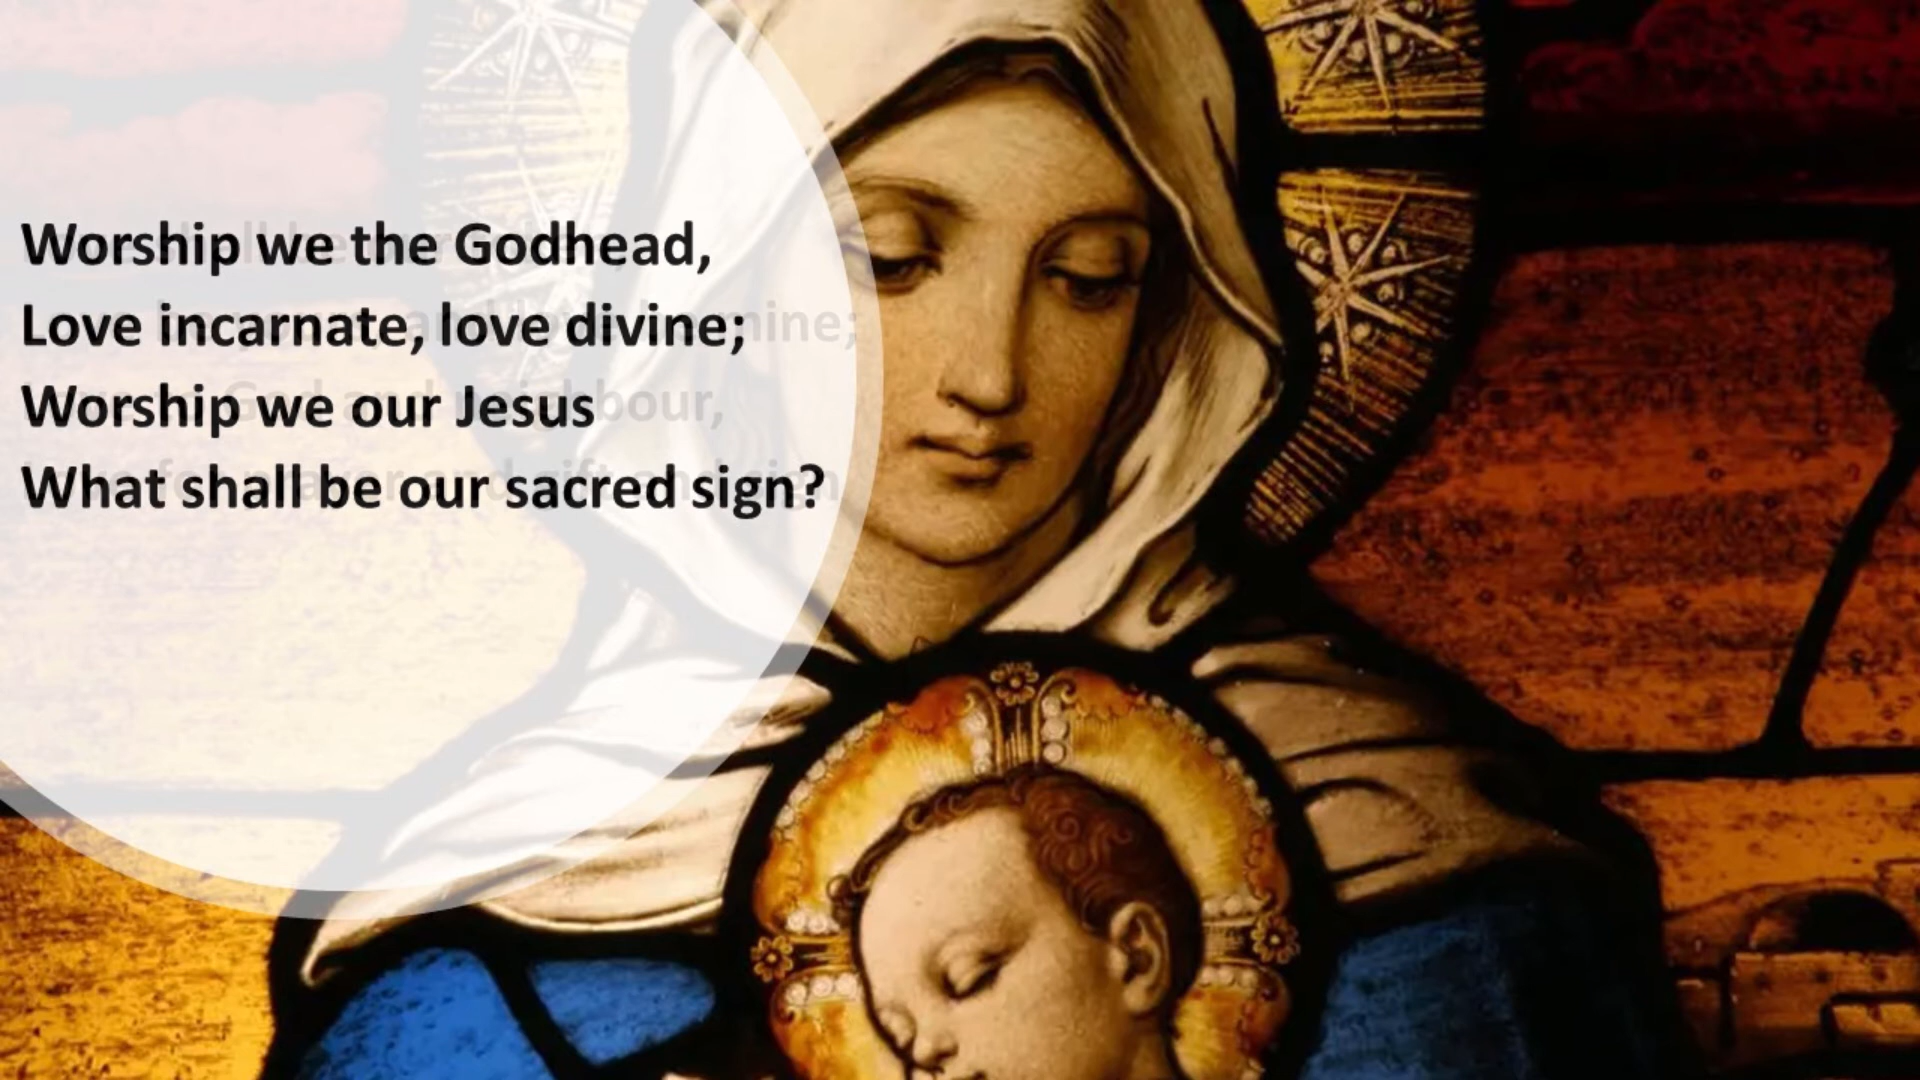 Worship we the Godhead,
Love incarnate, love divine;
Worship we our Jesus
What shall be our sacred sign?